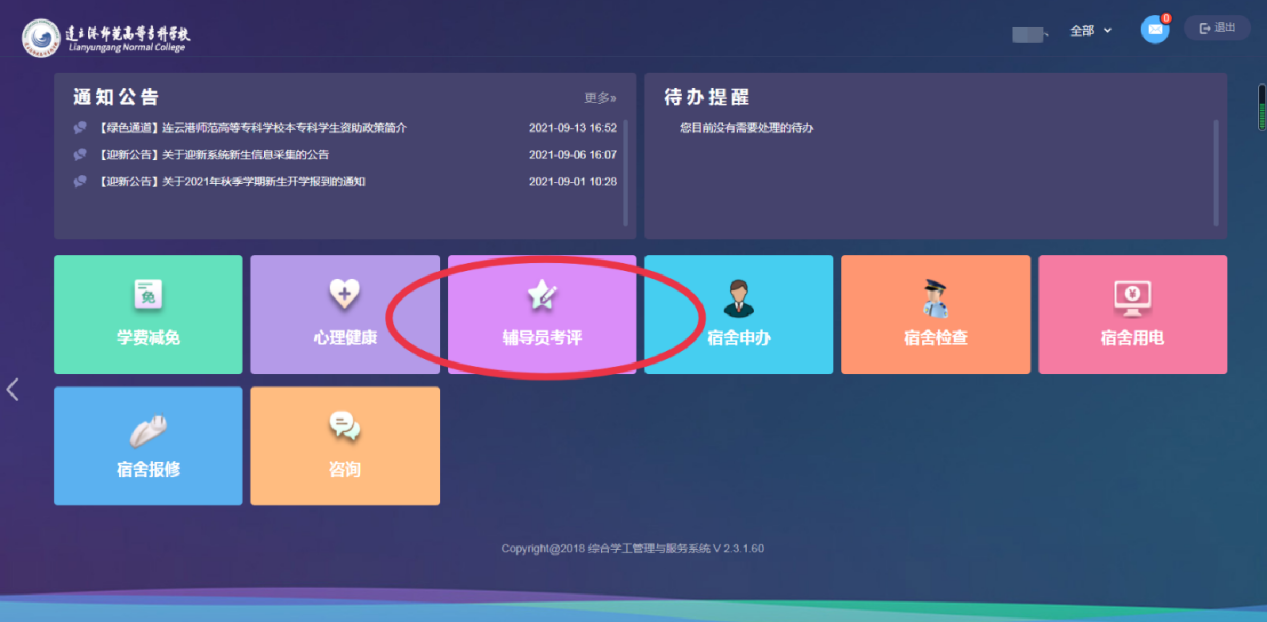 连云港师范高等专科学校
Lianyungang Normal College
全部
0
退出
通知公告
更多»
【绿色通道】连云港师范高等专科学校本专科学生资助政策简介
2021-09-13 16:52
【迎新公告】关于迎新系统新生信息采集的公告
2021-09-06 16:07
【迎新公告】关于2021年秋季学期新生开学报到的通知
2021-09-01 10:28
待办提醒
您目前没有需要处理的待办
免
学费减免
心理健康
辅导员考评
宿舍申办
宿舍检查
¥
宿舍用电
宿舍报修
咨询
Copyright@2018 综合学工管理与服务系统 V 2.3.1.60